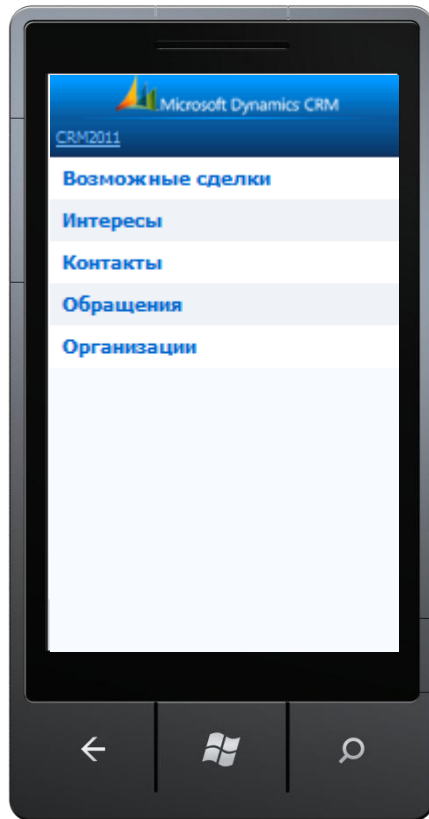 Microsoft Dynamics CRM
CRM2011
Возможные сделки
Интересы
Контакты
Обращения
Организации